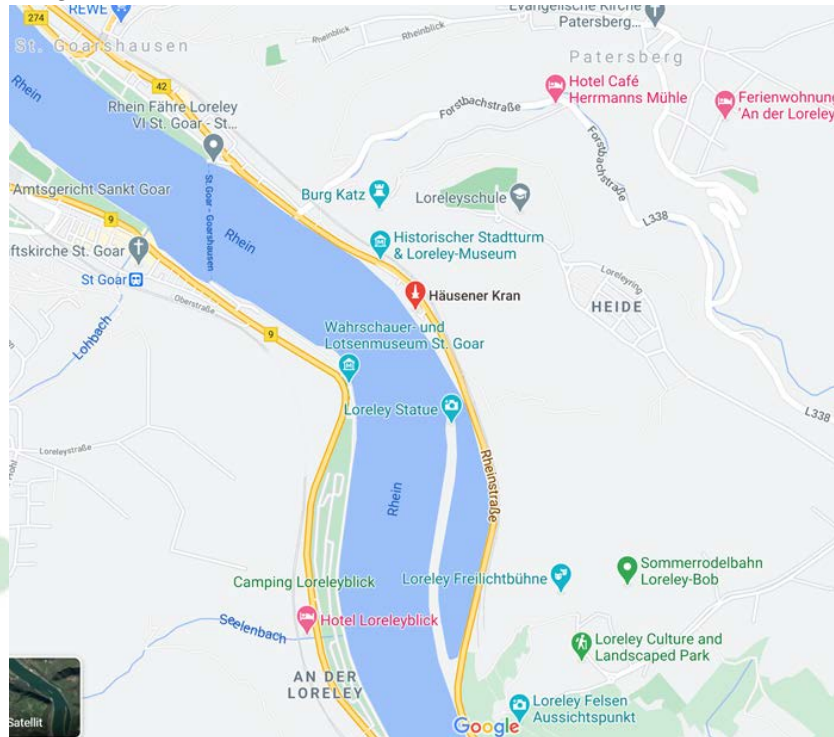 REWE
274
St. Goarshausen
Rheinblick
Rheinblick
Evangelische Kirche
Patersberg...
Patersberg
42
Rhein
Rhein Fähre Loreley
VI St. Goar - St...
Hotel Café
Herrmanns Mühle
Ferienwohnung
'An der Loreley
Forstbachstraße
Forstbachstraße
Amtsgericht Sankt Goar
St Goar - Goarshausen
Burg Katz
Loreleyschule
L338
9
Rhein
ftskirche St. Goar
Historischer Stadtturm
& Loreley-Museum
St Goar
Oberstraße
Loreleyring
Häusener Kran
HEIDE
9
Lohbach
Wahrschauer- und
Lotsenmuseum St. Goar
Loreley Statue
L338
Loreleystraße
Rheinstraße
Rhein
Camping Loreleyblick
Loreley Freilichtbühne
Sommerrodelbahn
Loreley-Bob
Seelenbach
Hotel Loreleyblick
Loreley Culture and
Landscaped Park
AN DER
LORELEY
Loreley Felsen
Aussichtspunkt
Satellit
Google